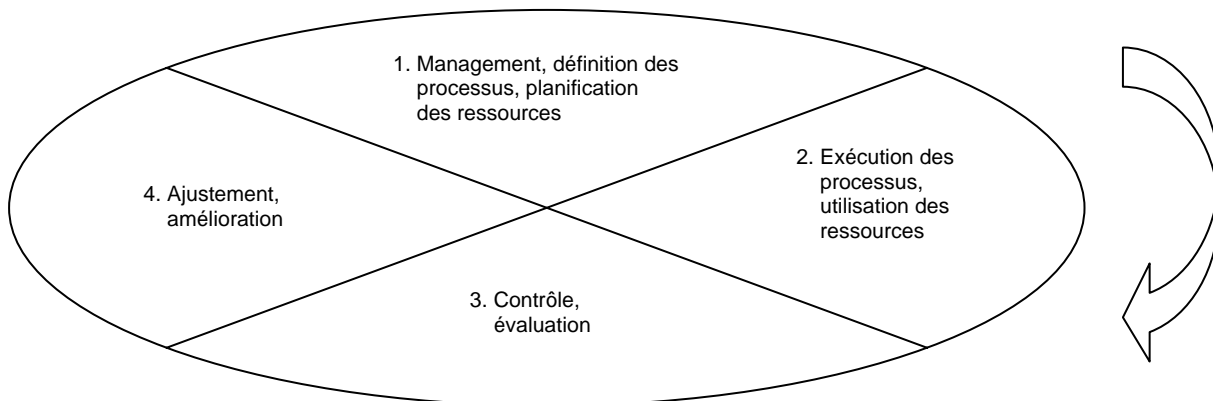 1. Management, définition des
processus, planification
des ressources
2. Exécution des
processus,
utilisation des
ressources
4. Ajustement,
amélioration
3. Contrôle,
évaluation